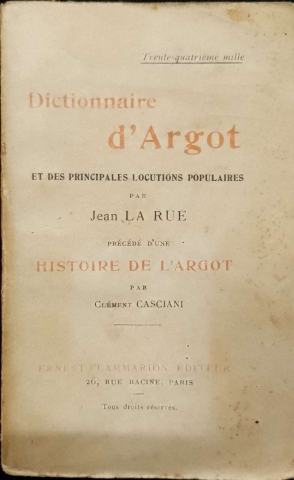 Trente-quatrième mille
Dictionnaire
d'Argot
ET DES PRINCIPALES LOCUTIONS POPULAIRES
PAR
Jean LA RUE
PRÉCÉDÉ D'UNE
HISTOIRE DE L'ARGOT
PAR
CLÉMENT CASCIANI
ERNEST FLAMMARION, ÉDITEUR
26, RUE RACINE, PARIS
Tous droits réservés.